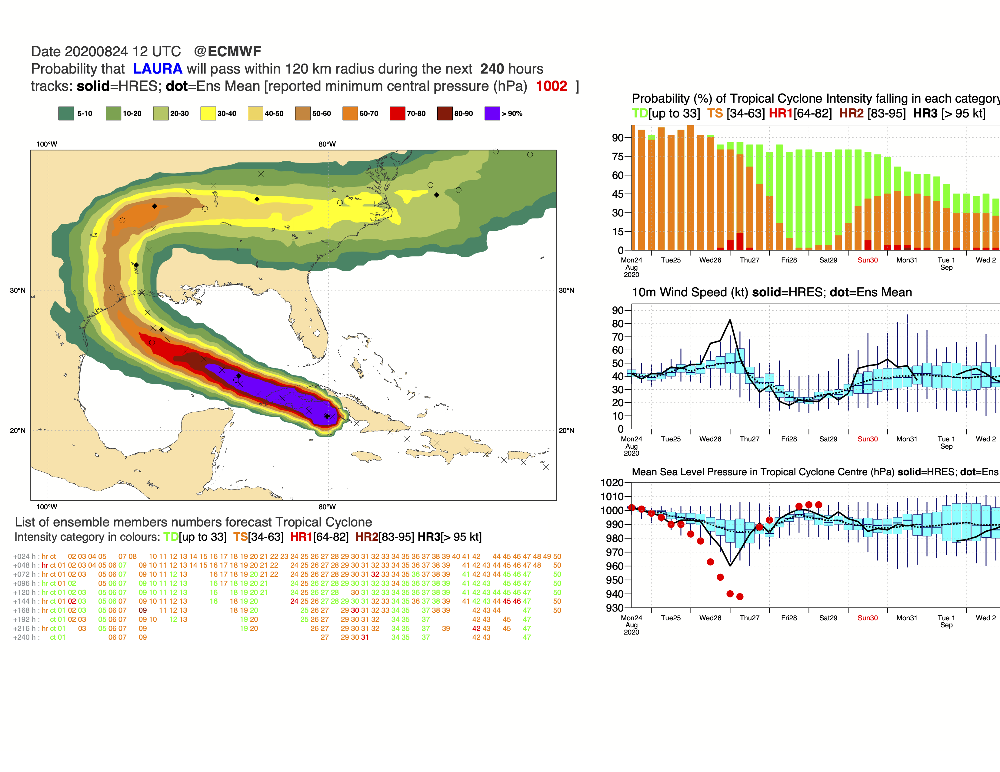 Date 20200824 12 UTC @ECMWF
Probability that LAURA will pass within 120 km radius during the next 240 hours
tracks: solid=HRES; dot=Ens Mean [reported minimum central pressure (hPa) 1002 ]
5-10 10-20 20-30 30-40 40-50 50-60 60-70 70-80 80-90 > 90%
100°W 80°W
30°N 30°N
20°N 20°N
100°W 80°W
List of ensemble members numbers forecast Tropical Cyclone
Intensity category in colours: TD[up to 33] TS[34-63] HR1[64-82] HR2[83-95] HR3[> 95 kt]
+024 h : hr ct 02 03 04 05 07 08 10 11 12 13 14 15 16 17 18 19 20 21 22 23 24 25 26 27 28 29 30 31 32 33 34 35 36 37 38 39 40 41 42 44 45 46 47 48 49 50
+048 h : hr ct 01 02 03 04 05 06 07 09 10 11 12 13 14 15 16 17 18 19 20 21 22 24 25 26 27 28 29 30 31 32 33 34 35 36 37 38 39 41 42 43 44 45 46 47 48 50
+072 h : hr ct 01 02 03 05 06 07 09 10 11 12 13 16 17 18 19 20 21 22 24 25 26 27 28 29 30 31 32 33 34 35 36 37 38 39 41 42 43 44 45 46 47 50
+096 h : hr ct 01 02 05 06 07 09 10 11 12 13 16 17 18 19 20 21 24 25 26 27 28 29 30 31 32 33 34 35 36 37 38 39 41 42 43 45 46 47 50
+120 h : hr ct 01 02 03 05 06 07 09 10 11 12 13 16 18 19 20 21 24 25 26 27 28 30 31 32 33 34 35 36 37 38 39 41 42 43 44 45 46 47 50
+144 h : hr ct 01 02 03 05 06 07 09 10 11 12 13 16 18 19 20 24 25 26 27 28 29 30 31 32 33 34 35 36 37 38 39 41 42 43 44 45 46 47 50
+168 h : hr ct 01 02 03 05 06 07 09 11 12 13 18 19 20 25 26 27 29 30 31 32 33 34 35 37 38 39 42 43 44 47 50
+192 h : ct 01 02 03 05 06 07 09 10 12 13 19 20 25 26 27 29 30 31 32 34 35 37 42 43 45 47
+216 h : hr ct 01 03 05 06 07 09 19 20 26 27 29 30 31 32 34 35 37 39 42 43 45 47
+240 h : ct 01 06 07 09 27 29 30 31 34 35 37 42 43 47
Probability (%) of Tropical Cyclone Intensity falling in each category
TD[up to 33] TS [34-63] HR1[64-82] HR2 [83-95] HR3 [> 95 kt]
90
75
60
45
30
15
0
Mon24 Tue25 Wed26 Thu27 Fri28 Sat29 Sun30 Mon31 Tue 1 Wed 2
Aug Sep
2020
10m Wind Speed (kt) solid=HRES; dot=Ens Mean
90
80
70
60
50
40
30
20
10
0
Mon24 Tue25 Wed26 Thu27 Fri28 Sat29 Sun30 Mon31 Tue 1 Wed 2
Aug Sep
2020
Mean Sea Level Pressure in Tropical Cyclone Centre (hPa) solid=HRES; dot=Ens
1020
1010
1000
990
980
970
960
950
940
930
Mon24 Tue25 Wed26 Thu27 Fri28 Sat29 Sun30 Mon31 Tue 1 Wed 2
Aug Sep
2020